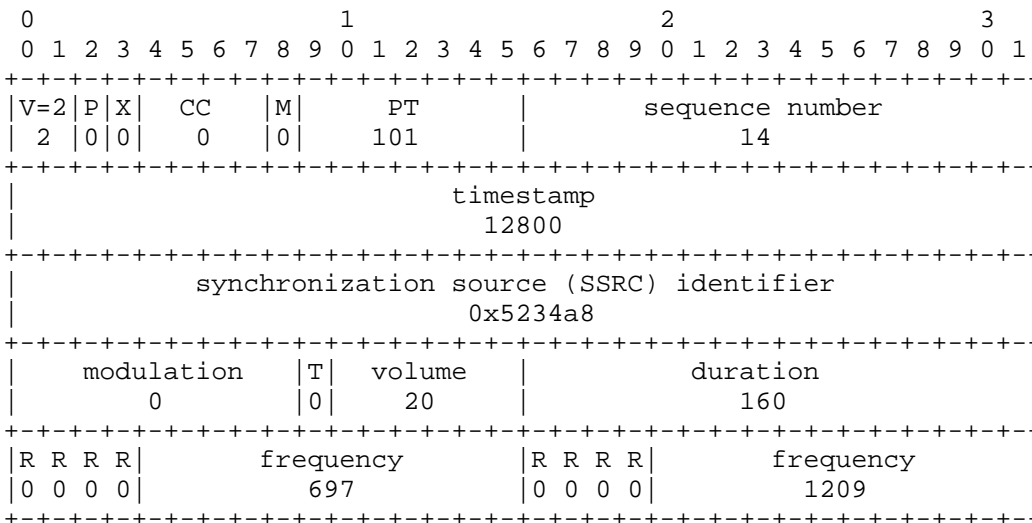 0                   1                   2                   3
 0 1 2 3 4 5 6 7 8 9 0 1 2 3 4 5 6 7 8 9 0 1 2 3 4 5 6 7 8 9 0 1
+-+-+-+-+-+-+-+-+-+-+-+-+-+-+-+-+-+-+-+-+-+-+-+-+-+-+-+-+-+-+-+-
|V=2|P|X|  CC   |M|     PT      |       sequence number
| 2 |0|0|   0   |0|    101      |             14
+-+-+-+-+-+-+-+-+-+-+-+-+-+-+-+-+-+-+-+-+-+-+-+-+-+-+-+-+-+-+-+-
|                           timestamp
|                             12800
+-+-+-+-+-+-+-+-+-+-+-+-+-+-+-+-+-+-+-+-+-+-+-+-+-+-+-+-+-+-+-+-
|           synchronization source (SSRC) identifier
|                            0x5234a8
+-+-+-+-+-+-+-+-+-+-+-+-+-+-+-+-+-+-+-+-+-+-+-+-+-+-+-+-+-+-+-+-
|    modulation   |T|  volume   |          duration
|        0        |0|    20     |             160
+-+-+-+-+-+-+-+-+-+-+-+-+-+-+-+-+-+-+-+-+-+-+-+-+-+-+-+-+-+-+-+-
|R R R R|       frequency       |R R R R|       frequency
|0 0 0 0|          697          |0 0 0 0|         1209
+-+-+-+-+-+-+-+-+-+-+-+-+-+-+-+-+-+-+-+-+-+-+-+-+-+-+-+-+-+-+-+-